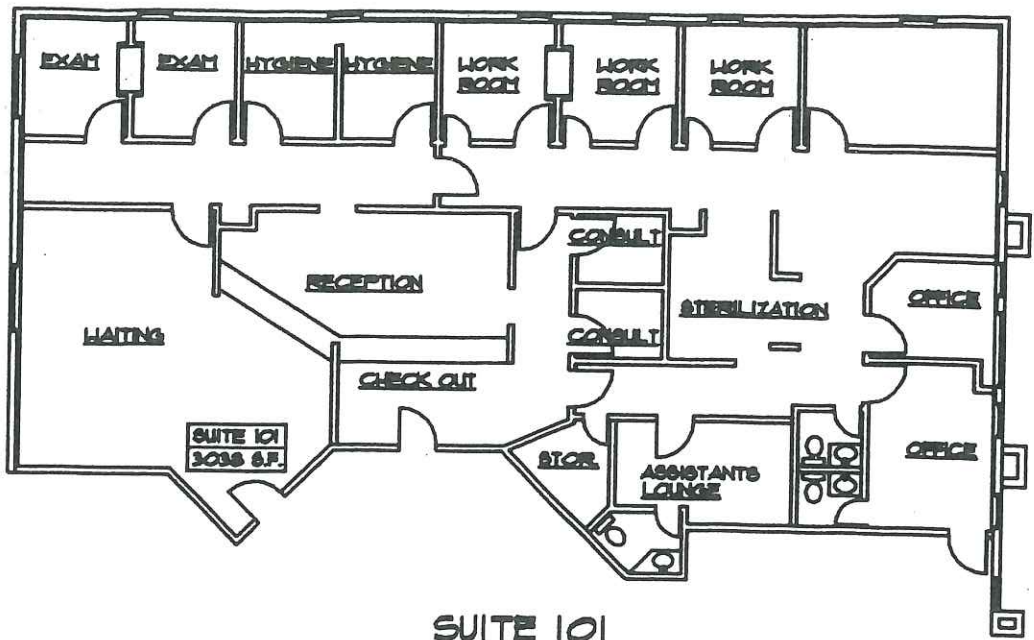 EXAM
EXAM
HYGIENE
HYGIENE
WORK
ROOM
WORK
ROOM
WORK
ROOM
CONSULT
RECEPTION
OFFICE
STERILIZATION
WAITING
CONSULT
CHECK OUT
SUITE 101
3038 S.F.
STOR.
ASSISTANTS
LOUNGE
OFFICE
SUITE 101